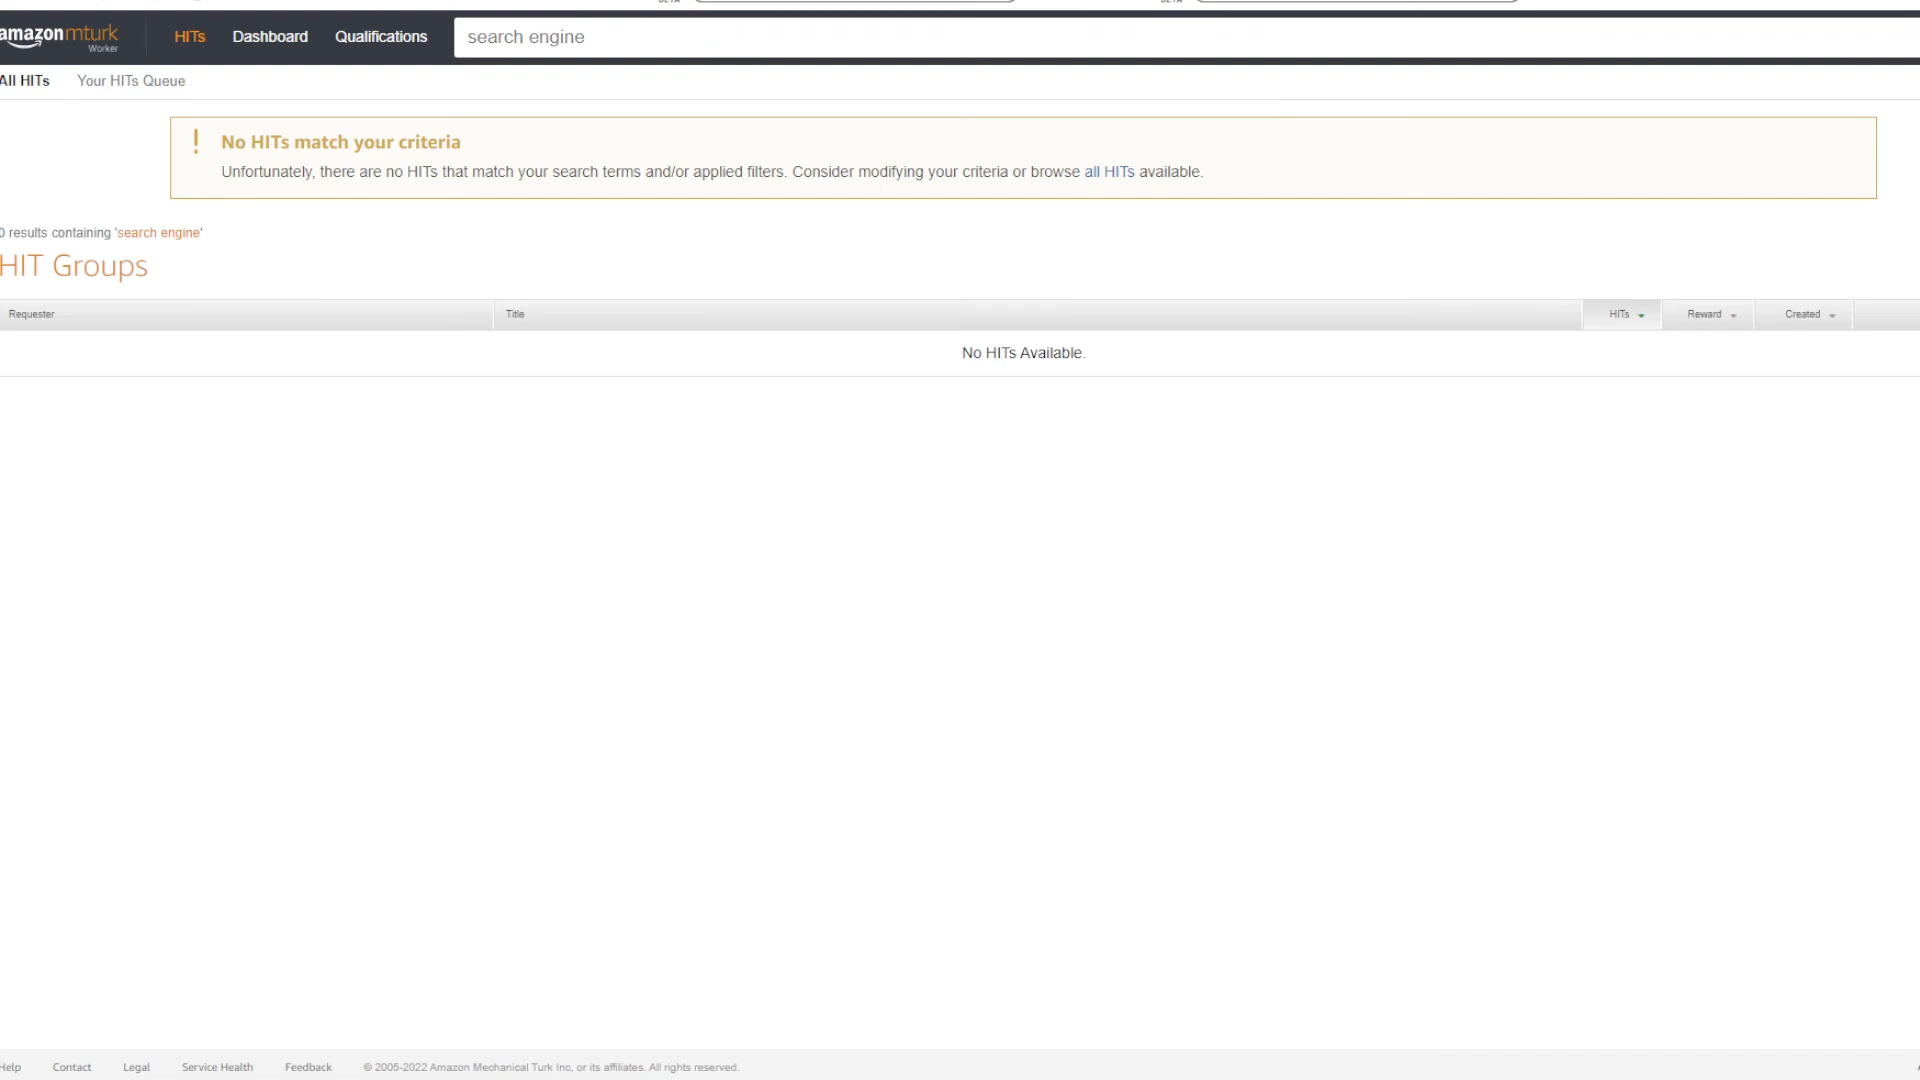 amazonmturk
Worker
HITs
Dashboard
Qualifications
search engine
All HITs
Your HITs Queue
No HITs match your criteria
Unfortunately, there are no HITs that match your search terms and/or applied filters. Consider modifying your criteria or browse all HITs available.
0 results containing 'search engine'
HIT Groups
Requester
Title
HITs
Reward
Created
No HITs Available.
Help
Contact
Legal
Service Health
Feedback
© 2005-2022 Amazon Mechanical Turk Inc, or its affiliates. All rights reserved.